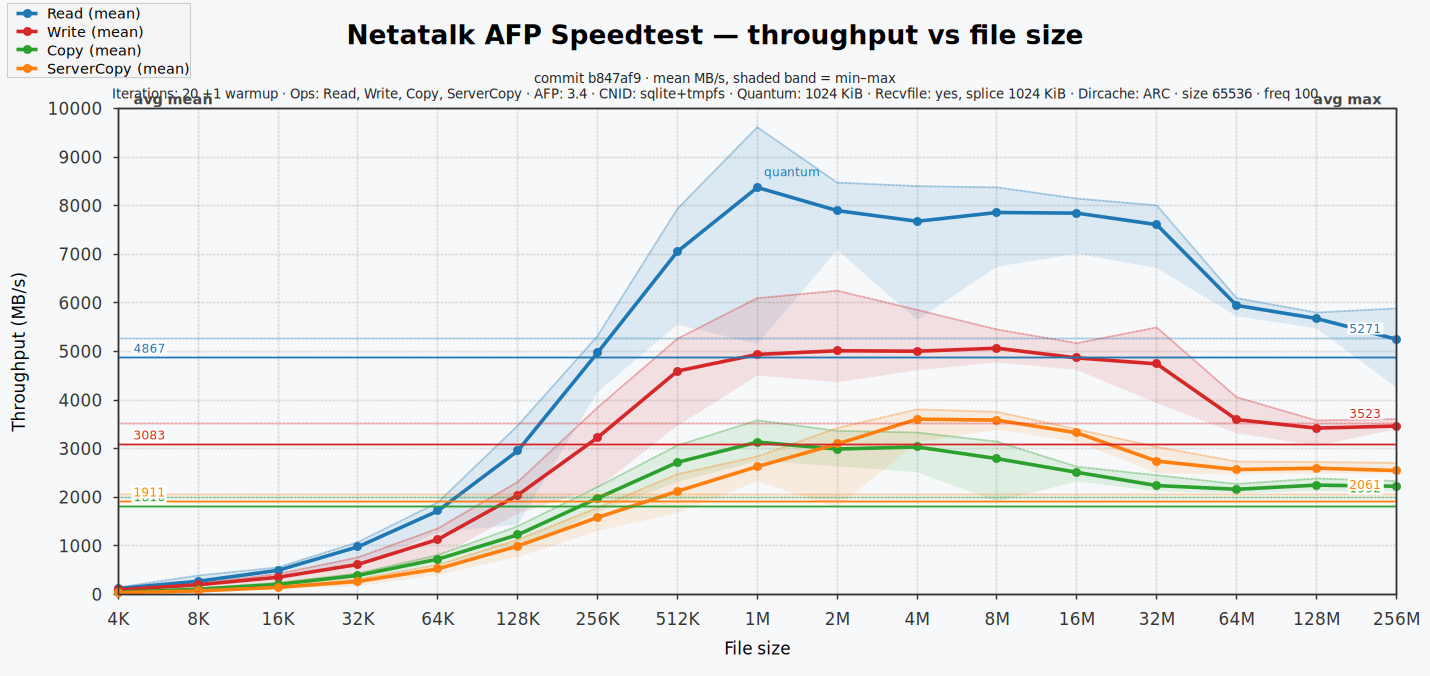 Read (mean)
Write (mean)
Copy (mean)
ServerCopy (mean)
Netatalk AFP Speedtest — throughput vs file size
commit b847af9 · mean MB/s, shaded band = min–max
Iterations: 20 +1 warmup · Ops: Read, Write, Copy, ServerCopy · AFP: 3.4 · CNID: sqlite+tmpfs · Quantum: 1024 KiB · Recvfile: yes, splice 1024 KiB · Dircache: ARC · size 65536 · freq 100
avg mean
avg max
10000
9000
8000
7000
6000
5000
4000
3000
2000
1000
0
Throughput (MB/s)
quantum
4867
5271
3083
3523
1911
2061
4K 8K 16K 32K 64K 128K 256K 512K 1M 2M 4M 8M 16M 32M 64M 128M 256M
File size